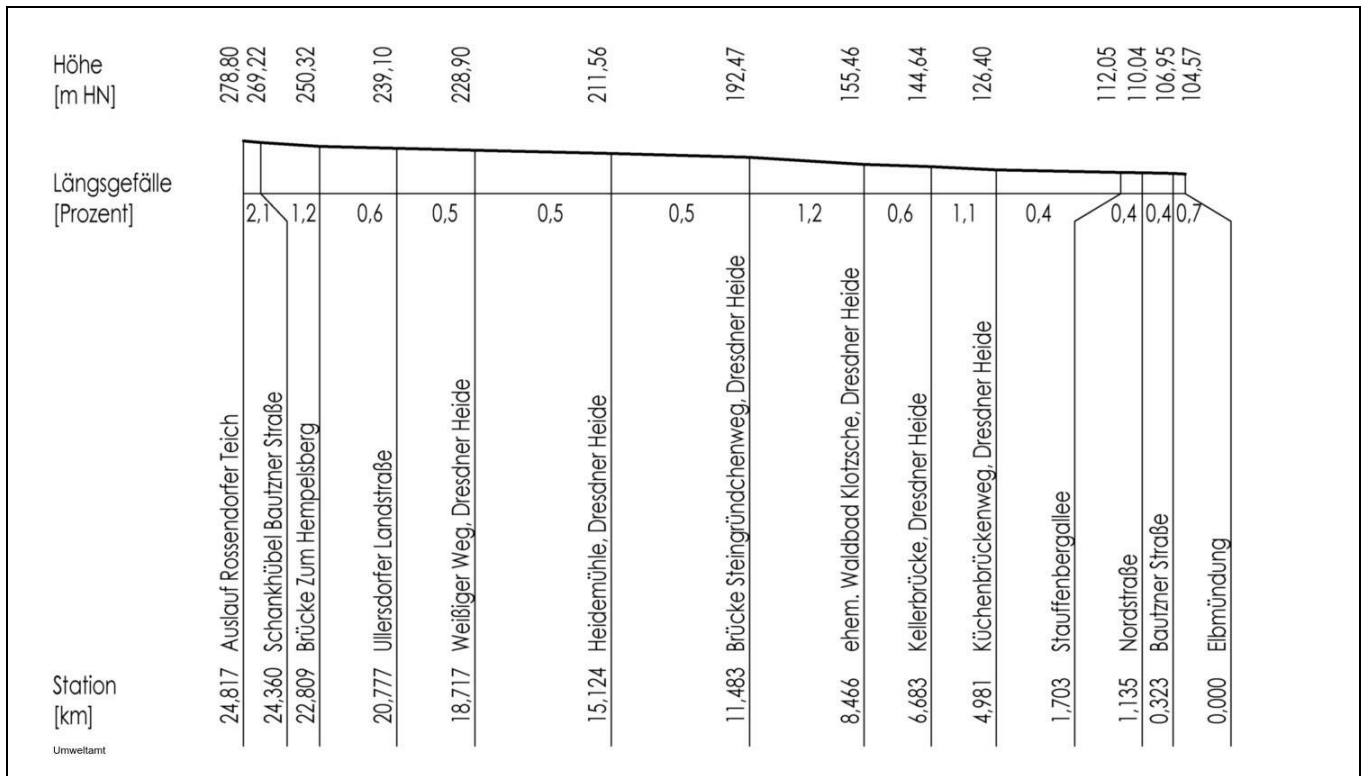 Höhe
[m HN]
278,80
269,22
250,32
239,10
228,90
211,56
192,47
155,46
144,64
126,40
112,05
110,04
106,95
104,57
Längsgefälle
[Prozent]
2,1
1,2
0,6
0,5
0,5
0,5
1,2
0,6
1,1
0,4
0,4
0,4
0,7
Station
[km]
24,817 Auslauf Rossendorfer Teich
24,360 Schankhübel Bautzner Straße
22,809 Brücke Zum Hempelsberg
20,777 Ullersdorfer Landstraße
18,717 Weißiger Weg, Dresdner Heide
15,124 Heidemühle, Dresdner Heide
11,483 Brücke Steingründchenweg, Dresdner Heide
8,466 ehem. Waldbad Klotzsche, Dresdner Heide
6,683 Kellerbrücke, Dresdner Heide
4,981 Küchenbrückenweg, Dresdner Heide
1,703 Stauffenbergallee
1,135 Nordstraße
0,323 Bautzner Straße
0,000 Elbmündung
Umweltamt